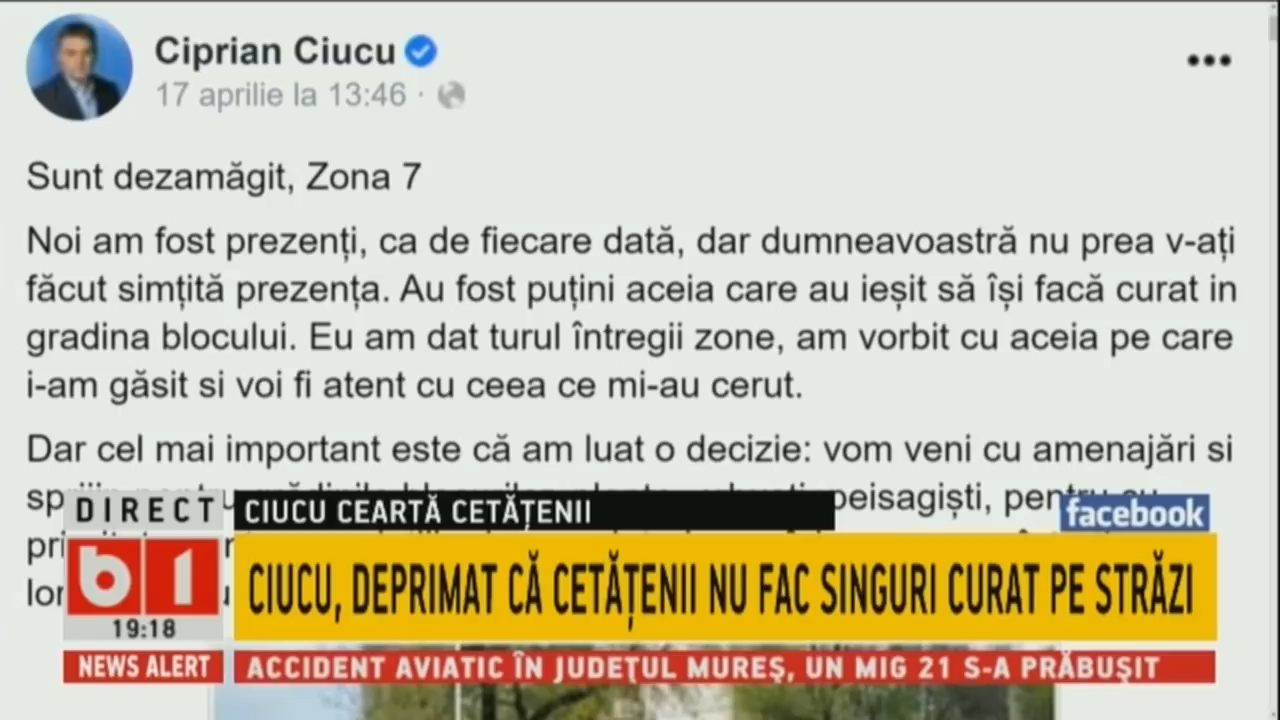 Ciprian Ciucu
17 aprilie la 13:46 ·
Sunt dezamăgit, Zona 7
Noi am fost prezenți, ca de fiecare dată, dar dumneavoastră nu prea v-ați
făcut simțită prezența. Au fost puțini aceia care au ieșit să își facă curat in
gradina blocului. Eu am dat turul întregii zone, am vorbit cu aceia pe care
i-am găsit si voi fi atent cu ceea ce mi-au cerut.
Dar cel mai important este că am luat o decizie: vom veni cu amenajări si
peisagiști, pentru cu
DIRECT
CIUCU CEARTĂ CETĂȚENII
facebook
b1
CIUCU, DEPRIMAT CĂ CETĂȚENII NU FAC SINGURI CURAT PE STRĂZI
19:18
NEWS ALERT
ACCIDENT AVIATIC ÎN JUDEȚUL MUREȘ, UN MIG 21 S-A PRĂBUȘIT